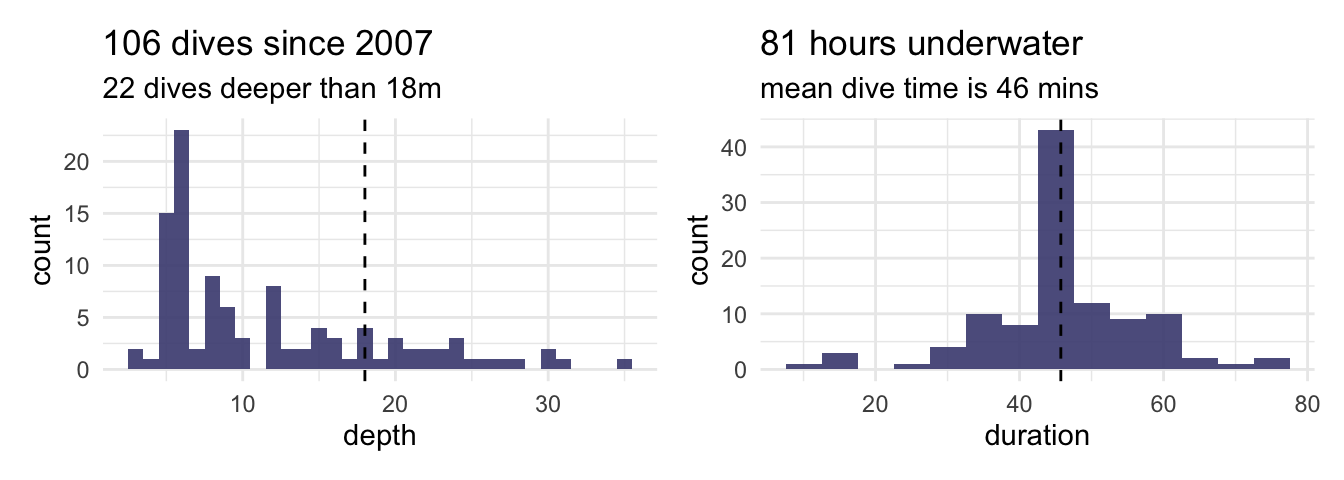 106 dives since 2007
22 dives deeper than 18m
count
20
15
10
5
0
10
20
30
depth
81 hours underwater
mean dive time is 46 mins
count
40
30
20
10
0
20
40
60
80
duration